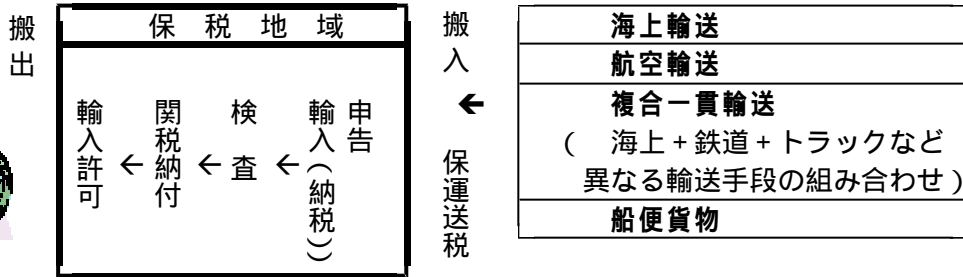 海上輸送
航空輸送
複合一貫輸送
( 海上+鉄道+トラックなど
異なる輸送手段の組み合わせ)
船便貨物
搬入
←
保運送税
保税地域
申告
輸入(納税))
←
検査
←
関税納付
←
輸入許可
搬出